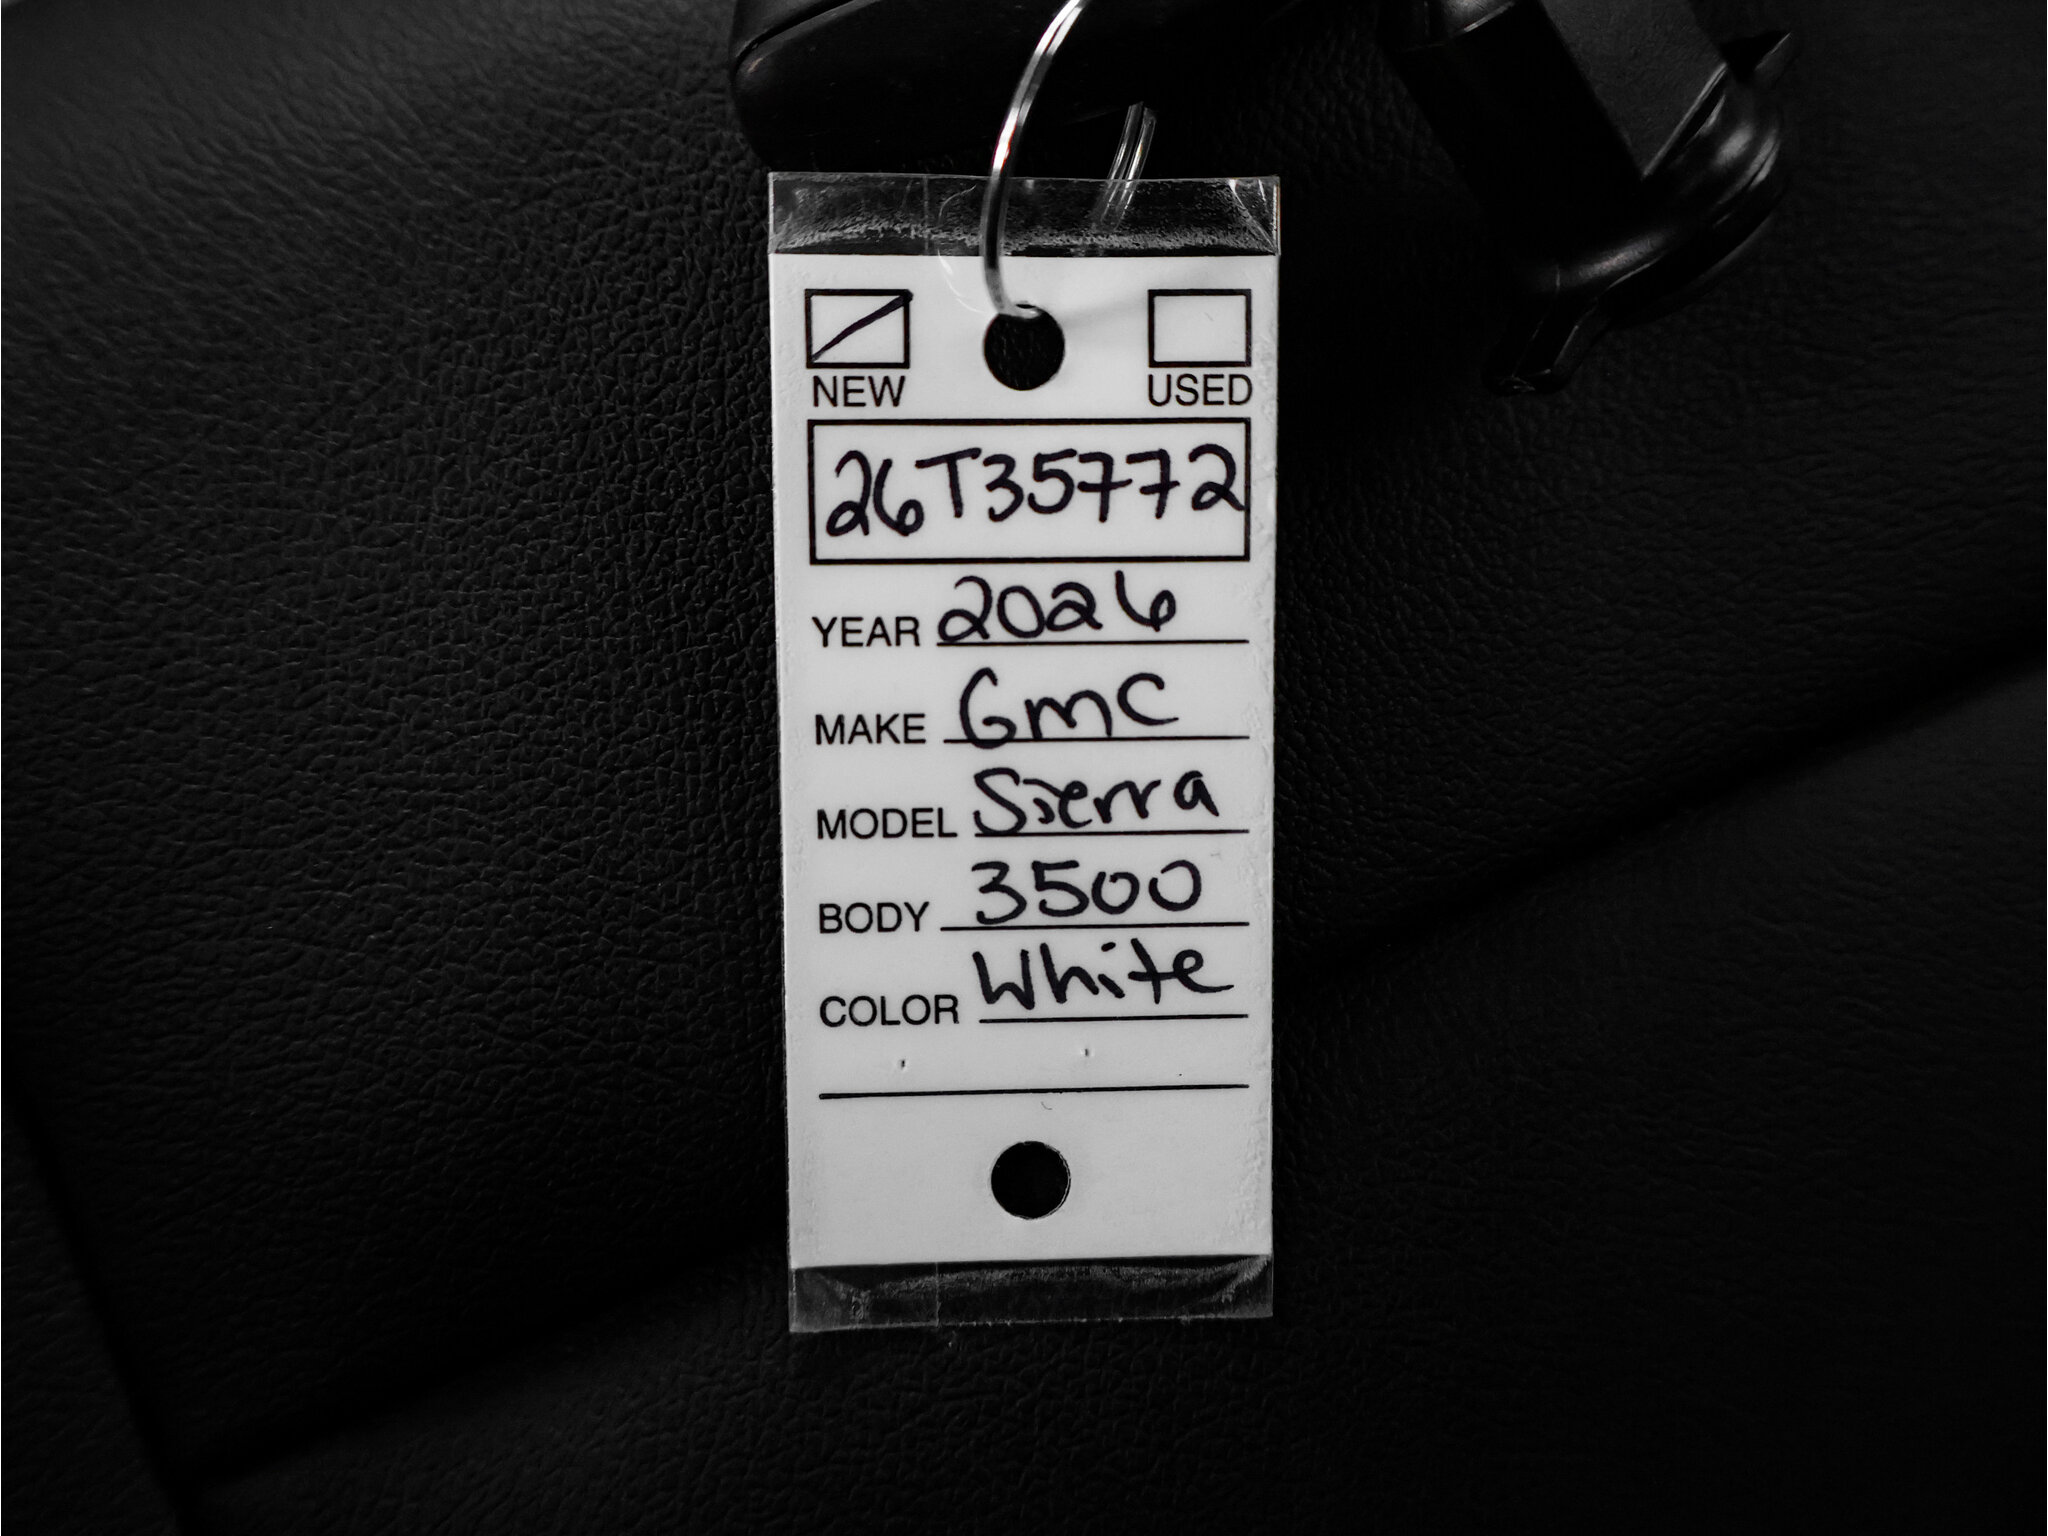 NEW USED
26T35772
YEAR 2026
MAKE GMC
MODEL Sierra
BODY 3500
COLOR White